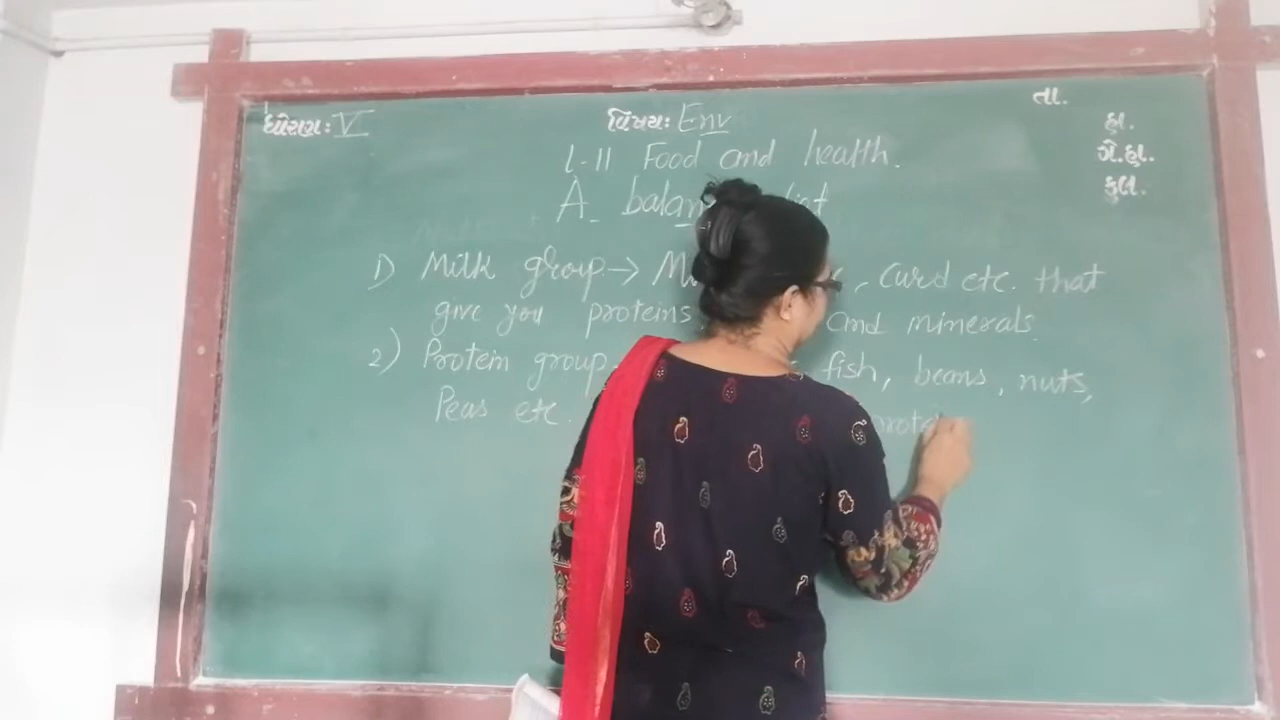 ધોરણ: V
વિષય: Env
તા.
હા.
ગે.હા.
કુલ.
L-11 Food and health.
A balan diet
1) Milk group → , curd etc. that
give you proteins and minerals.
2) Protein group fish, beans, nuts,
Peas etc.